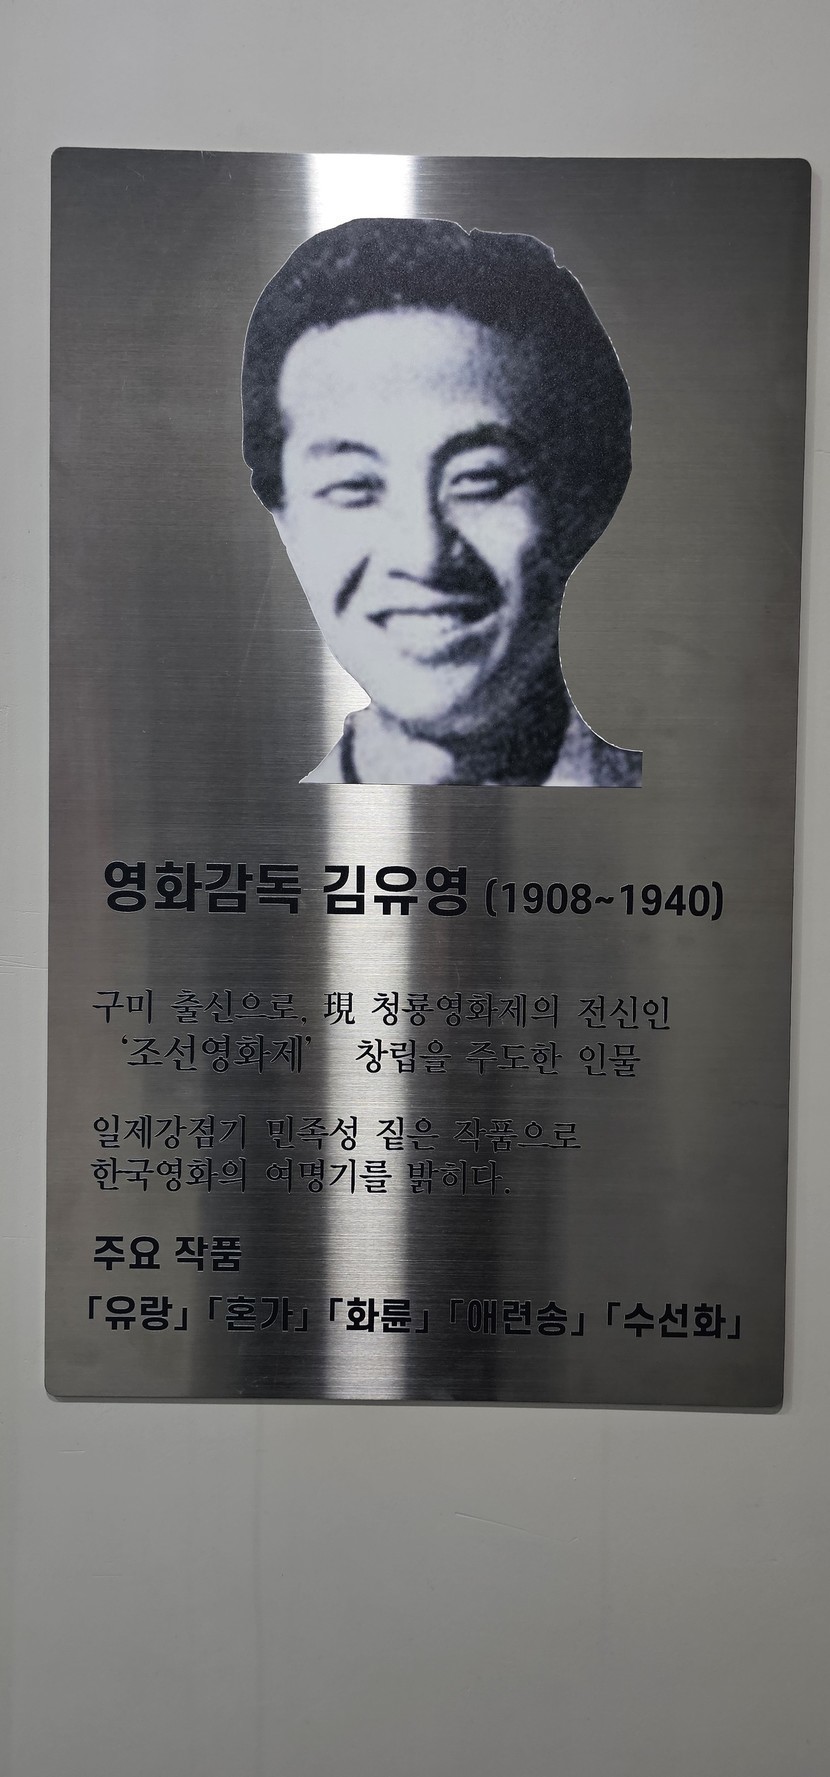 영화감독 김유영 (1908~1940)
구미 출신으로, 現 청룡영화제의 전신인
'조선영화제' 창립을 주도한 인물
일제강점기 민족성 짙은 작품으로
한국영화의 여명기를 밝히다.
주요 작품
「유랑」 「혼가」 「화륜」 「애련송」 「수선화」